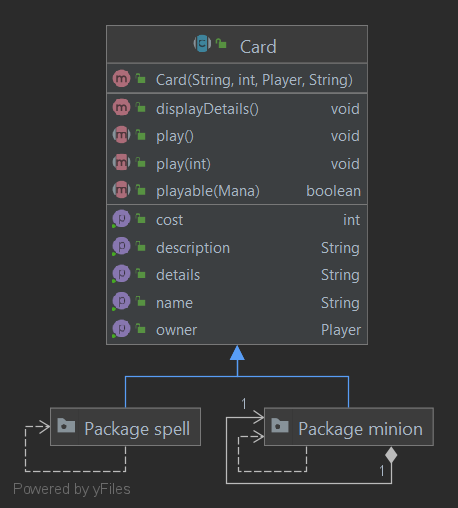 Card
Card(String, int, Player, String)
displayDetails() void
play() void
play(int) void
playable(Mana) boolean
cost int
description String
details String
name String
owner Player
1
Package spell
Package minion
1
Powered by yFiles